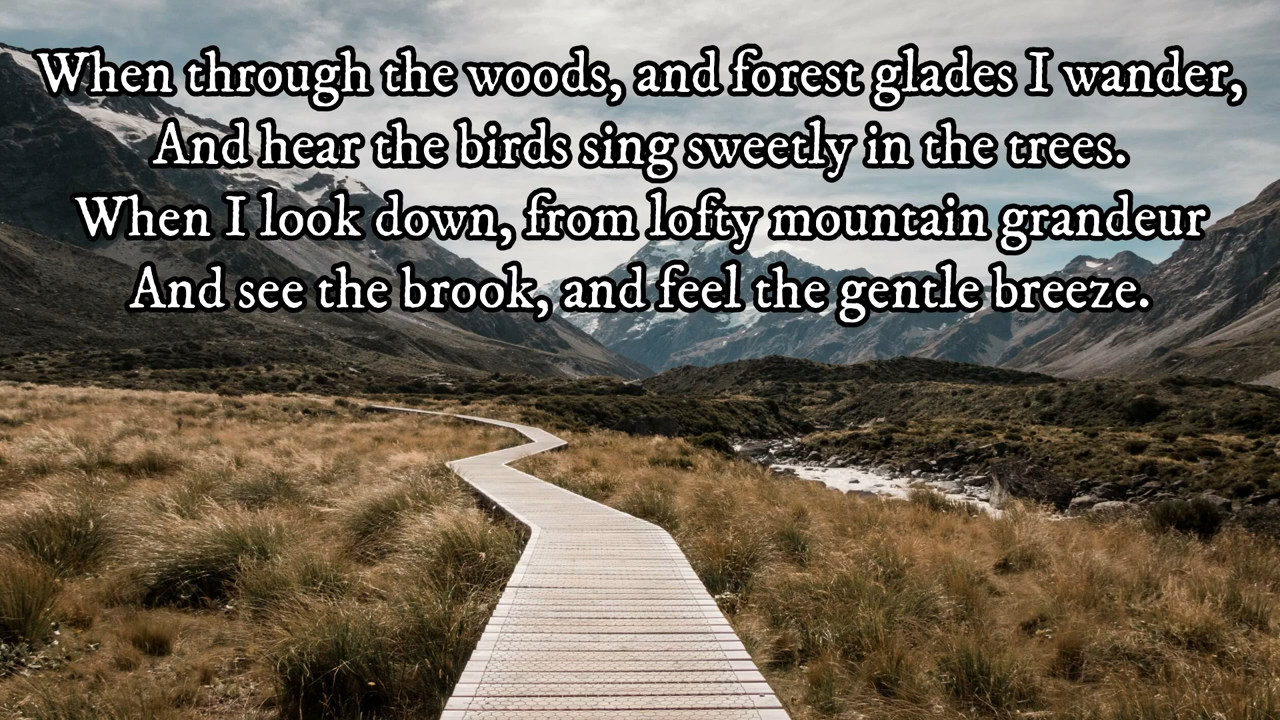 When through the woods, and forest glades I wander,
And hear the birds sing sweetly in the trees.
When I look down, from lofty mountain grandeur
And see the brook, and feel the gentle breeze.